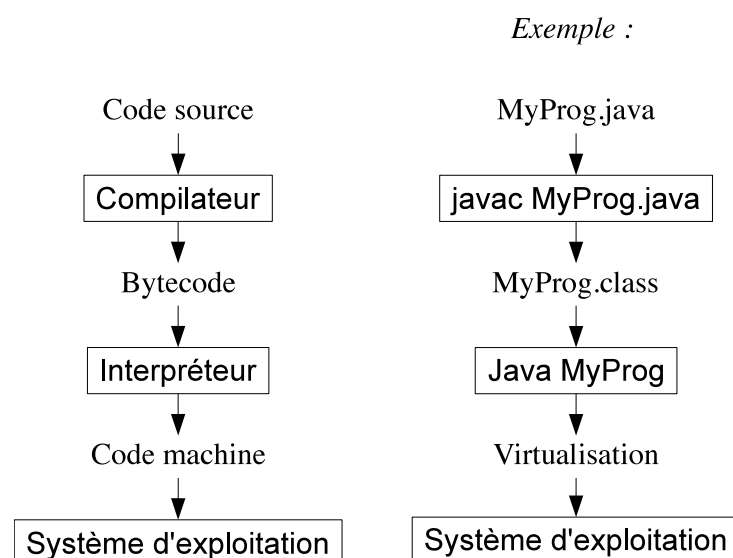 Exemple :
Code source
MyProg.java
Compilateur
javac MyProg.java
Bytecode
MyProg.class
Interpréteur
Java MyProg
Code machine
Virtualisation
Système d'exploitation
Système d'exploitation